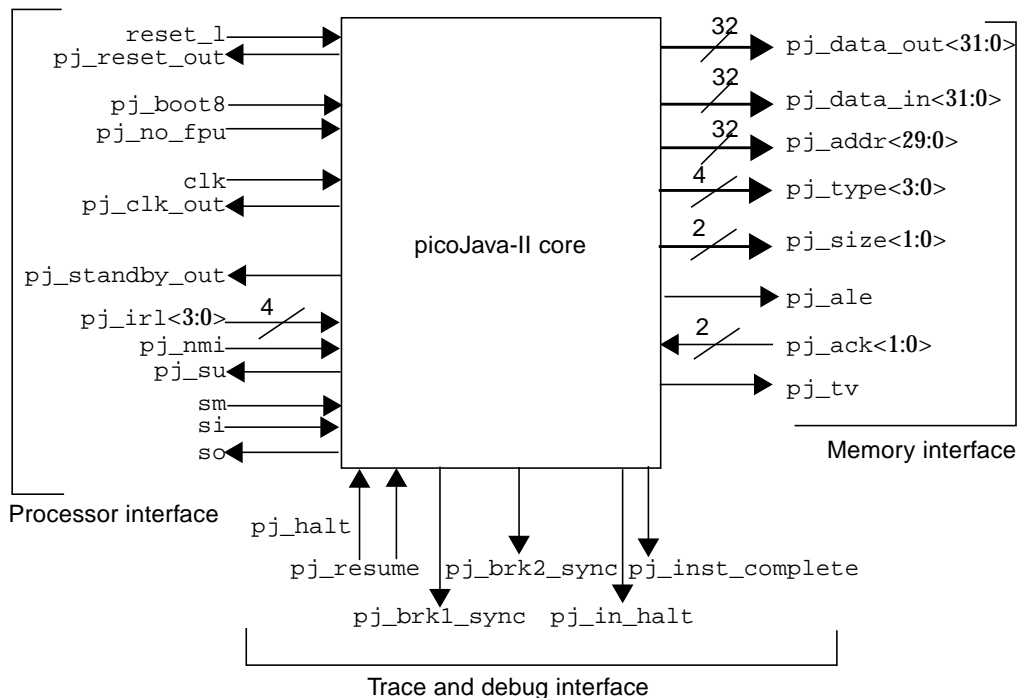 reset_l
pj_reset_out
pj_boot8
pj_no_fpu
clk
pj_clk_out
pj_standby_out
pj_irl<3:0>
4
pj_nmi
pj_su
sm
si
so
Processor interface
picoJava-II core
32
pj_data_out<31:0>
32
pj_data_in<31:0>
32
pj_addr<29:0>
4
pj_type<3:0>
2
pj_size<1:0>
pj_ale
2
pj_ack<1:0>
pj_tv
Memory interface
pj_halt
pj_resume
pj_brk2_sync
pj_inst_complete
pj_brk1_sync
pj_in_halt
Trace and debug interface